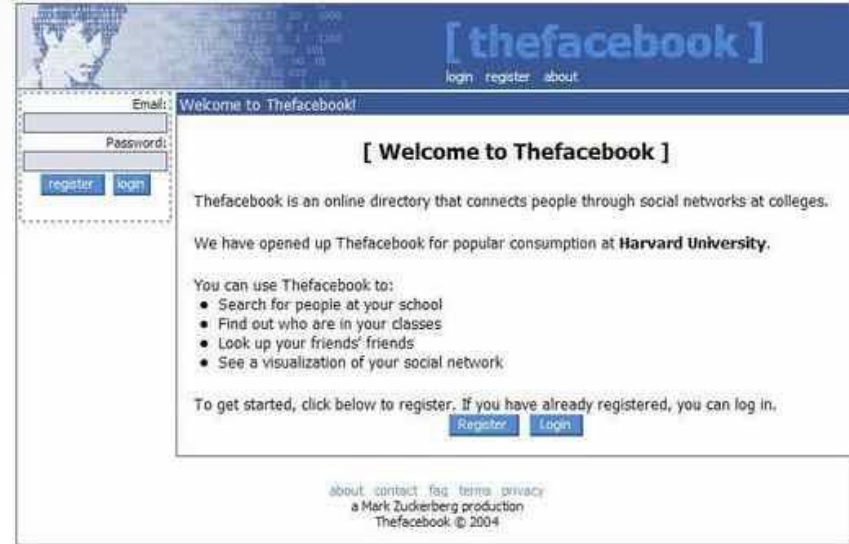 [ thefacebook ]
login register about
Email:
Password:
register login
Welcome to Thefacebook!
[ Welcome to Thefacebook ]
Thefacebook is an online directory that connects people through social networks at colleges.
We have opened up Thefacebook for popular consumption at Harvard University.
You can use Thefacebook to:
• Search for people at your school
• Find out who are in your classes
• Look up your friends' friends
• See a visualization of your social network
To get started, click below to register. If you have already registered, you can log in.
Register Login
about contact faq terms privacy
a Mark Zuckerberg production
Thefacebook © 2004